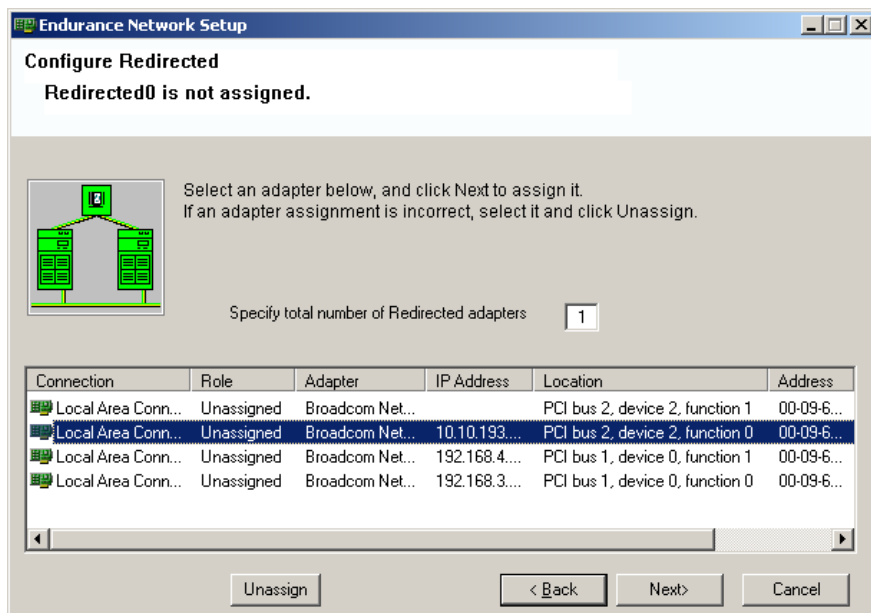 Endurance Network Setup
Configure Redirected
Redirected0 is not assigned.
Select an adapter below, and click Next to assign it.
If an adapter assignment is incorrect, select it and click Unassign.
Specify total number of Redirected adapters 1
Connection Role Adapter IP Address Location Address
Local Area Conn... Unassigned Broadcom Net... PCI bus 2, device 2, function 1 00-09-6...
Local Area Conn... Unassigned Broadcom Net... 10.10.193.... PCI bus 2, device 2, function 0 00-09-6...
Local Area Conn... Unassigned Broadcom Net... 192.168.4.... PCI bus 1, device 0, function 1 00-09-6...
Local Area Conn... Unassigned Broadcom Net... 192.168.3.... PCI bus 1, device 0, function 0 00-09-6...
Unassign < Back Next> Cancel